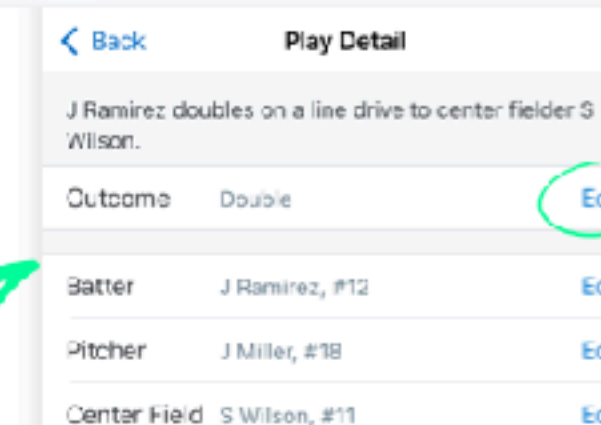 Back Play Detail
J Ramirez doubles on a line drive to center fielder S
Wilson.
Outcome Double
Batter J Ramirez, #12
Pitcher J Miller, #18
Center Field S Wilson, #11